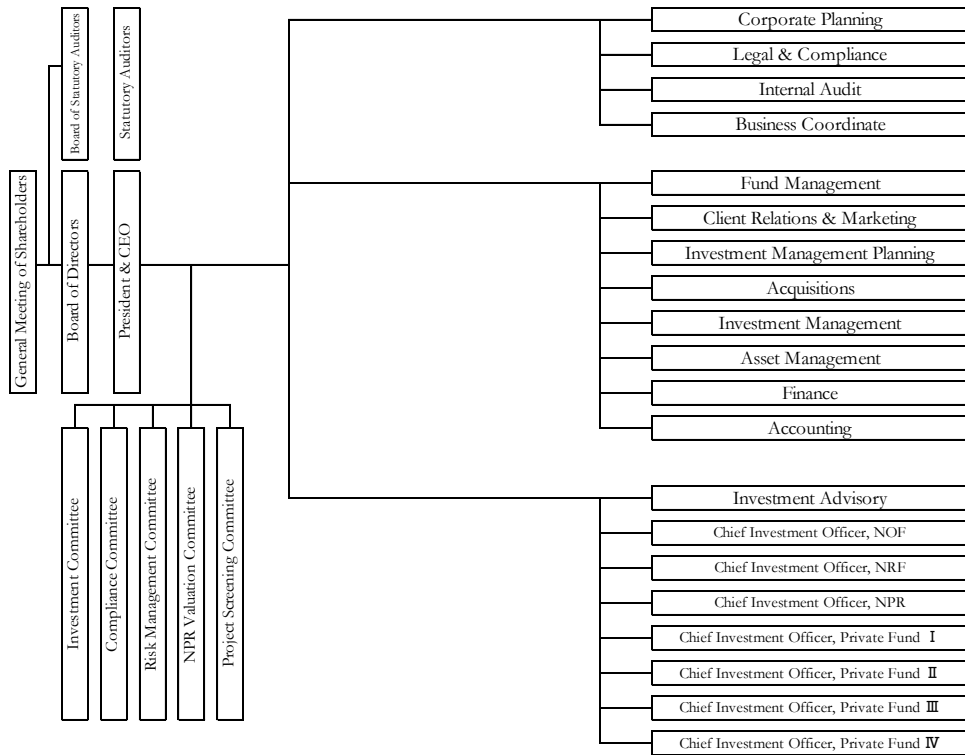 General Meeting of Shareholders
Board of Statutory Auditors
Statutory Auditors
Board of Directors
President & CEO
Investment Committee
Compliance Committee
Risk Management Committee
NPR Valuation Committee
Project Screening Committee
Corporate Planning
Legal & Compliance
Internal Audit
Business Coordinate
Fund Management
Client Relations & Marketing
Investment Management Planning
Acquisitions
Investment Management
Asset Management
Finance
Accounting
Investment Advisory
Chief Investment Officer, NOF
Chief Investment Officer, NRF
Chief Investment Officer, NPR
Chief Investment Officer, Private Fund Ⅰ
Chief Investment Officer, Private Fund Ⅱ
Chief Investment Officer, Private Fund Ⅲ
Chief Investment Officer, Private Fund Ⅳ